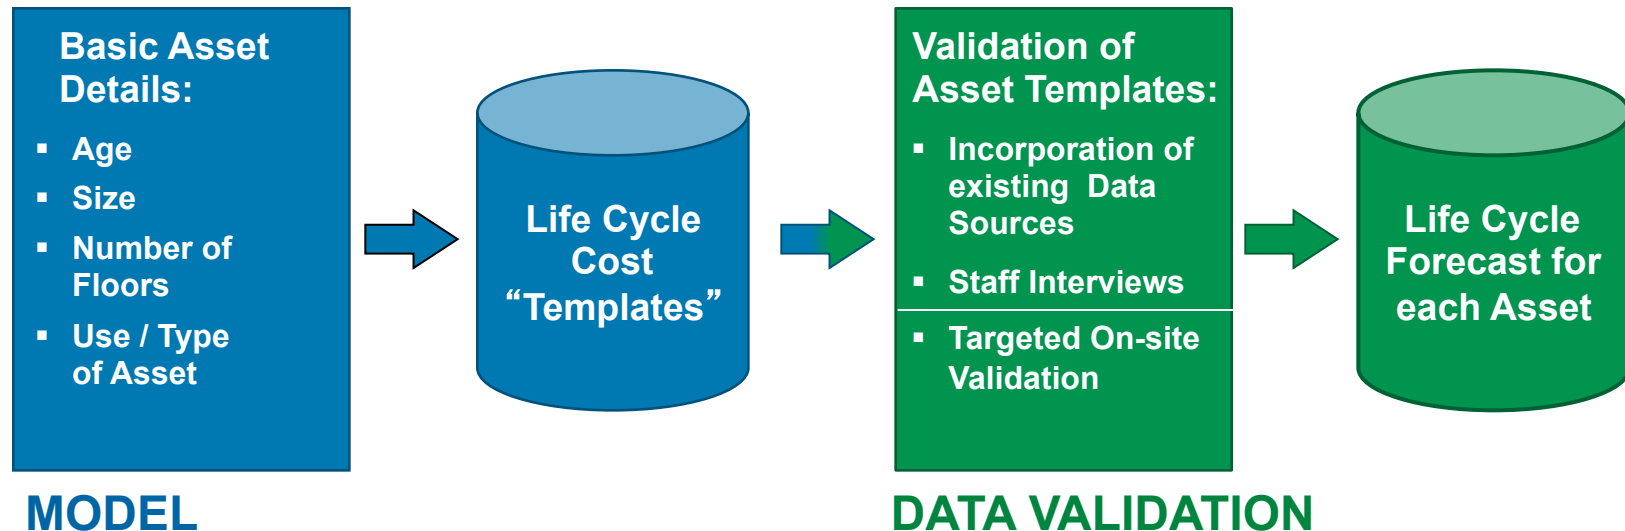 Basic Asset
Details:
▪ Age
▪ Size
▪ Number of
Floors
▪ Use / Type
of Asset
Life Cycle
Cost
“Templates”
Validation of
Asset Templates:
▪ Incorporation of
existing  Data
Sources
▪ Staff Interviews
▪ Targeted On-site
Validation
Life Cycle
Forecast for
each Asset
MODEL
DATA VALIDATION